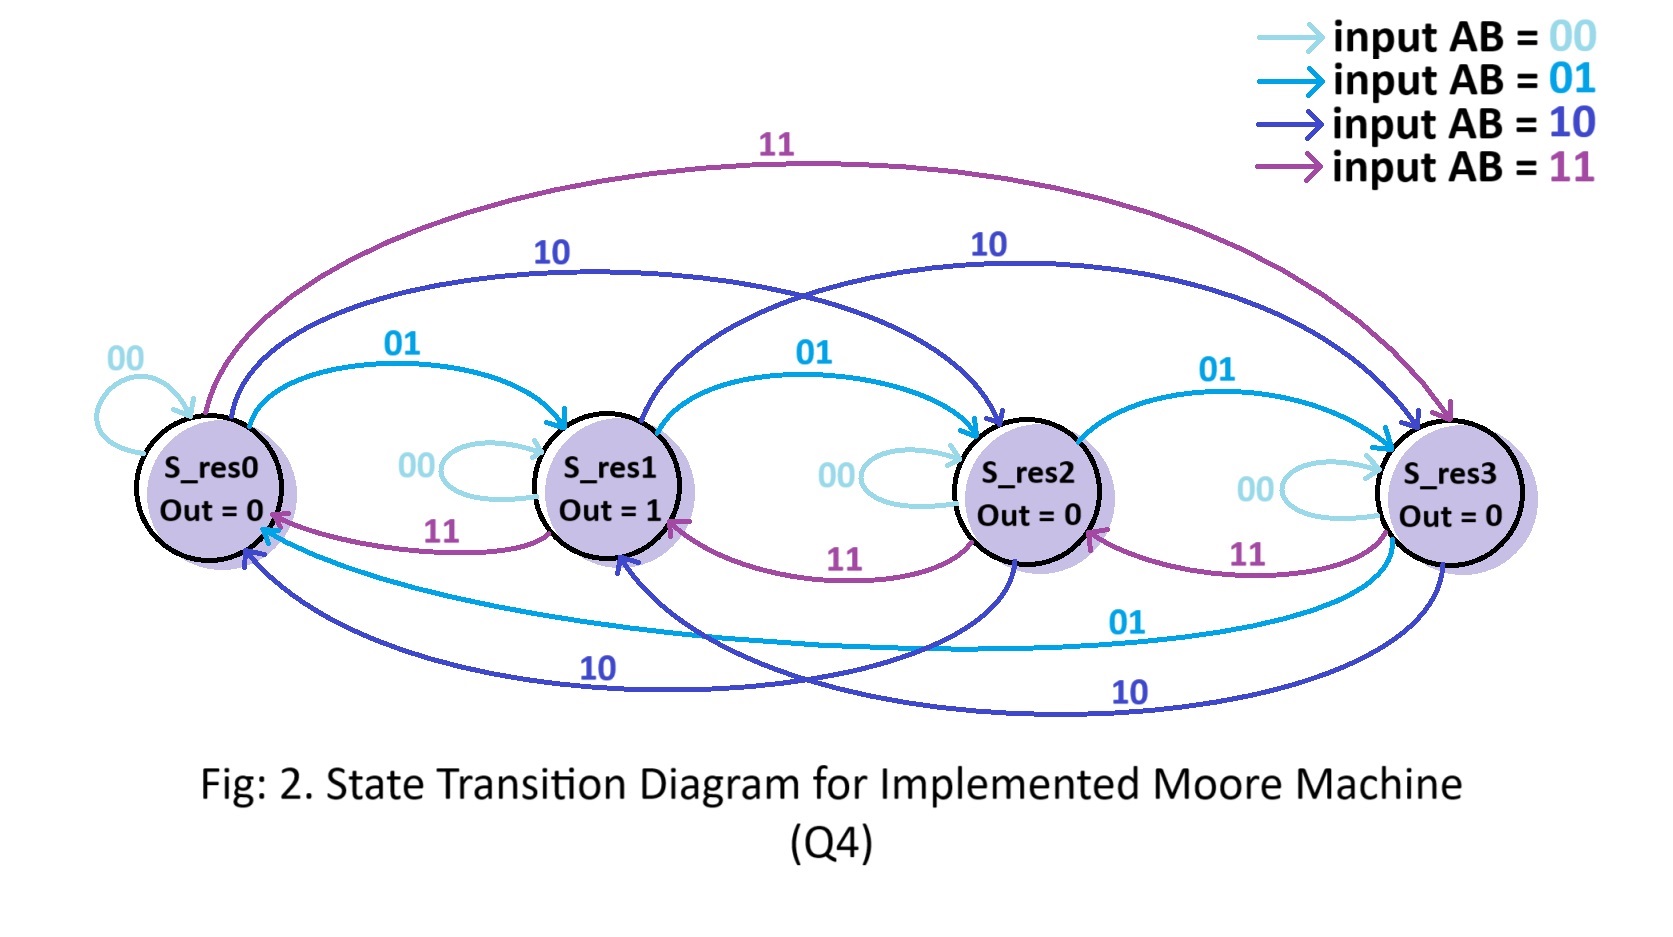 input AB = 00
input AB = 01
input AB = 10
input AB = 11
11
10
10
01
01
01
00
00
00
00
S_res0
Out = 0
S_res1
Out = 1
S_res2
Out = 0
S_res3
Out = 0
11
11
11
01
10
10
Fig: 2. State Transition Diagram for Implemented Moore Machine
(Q4)